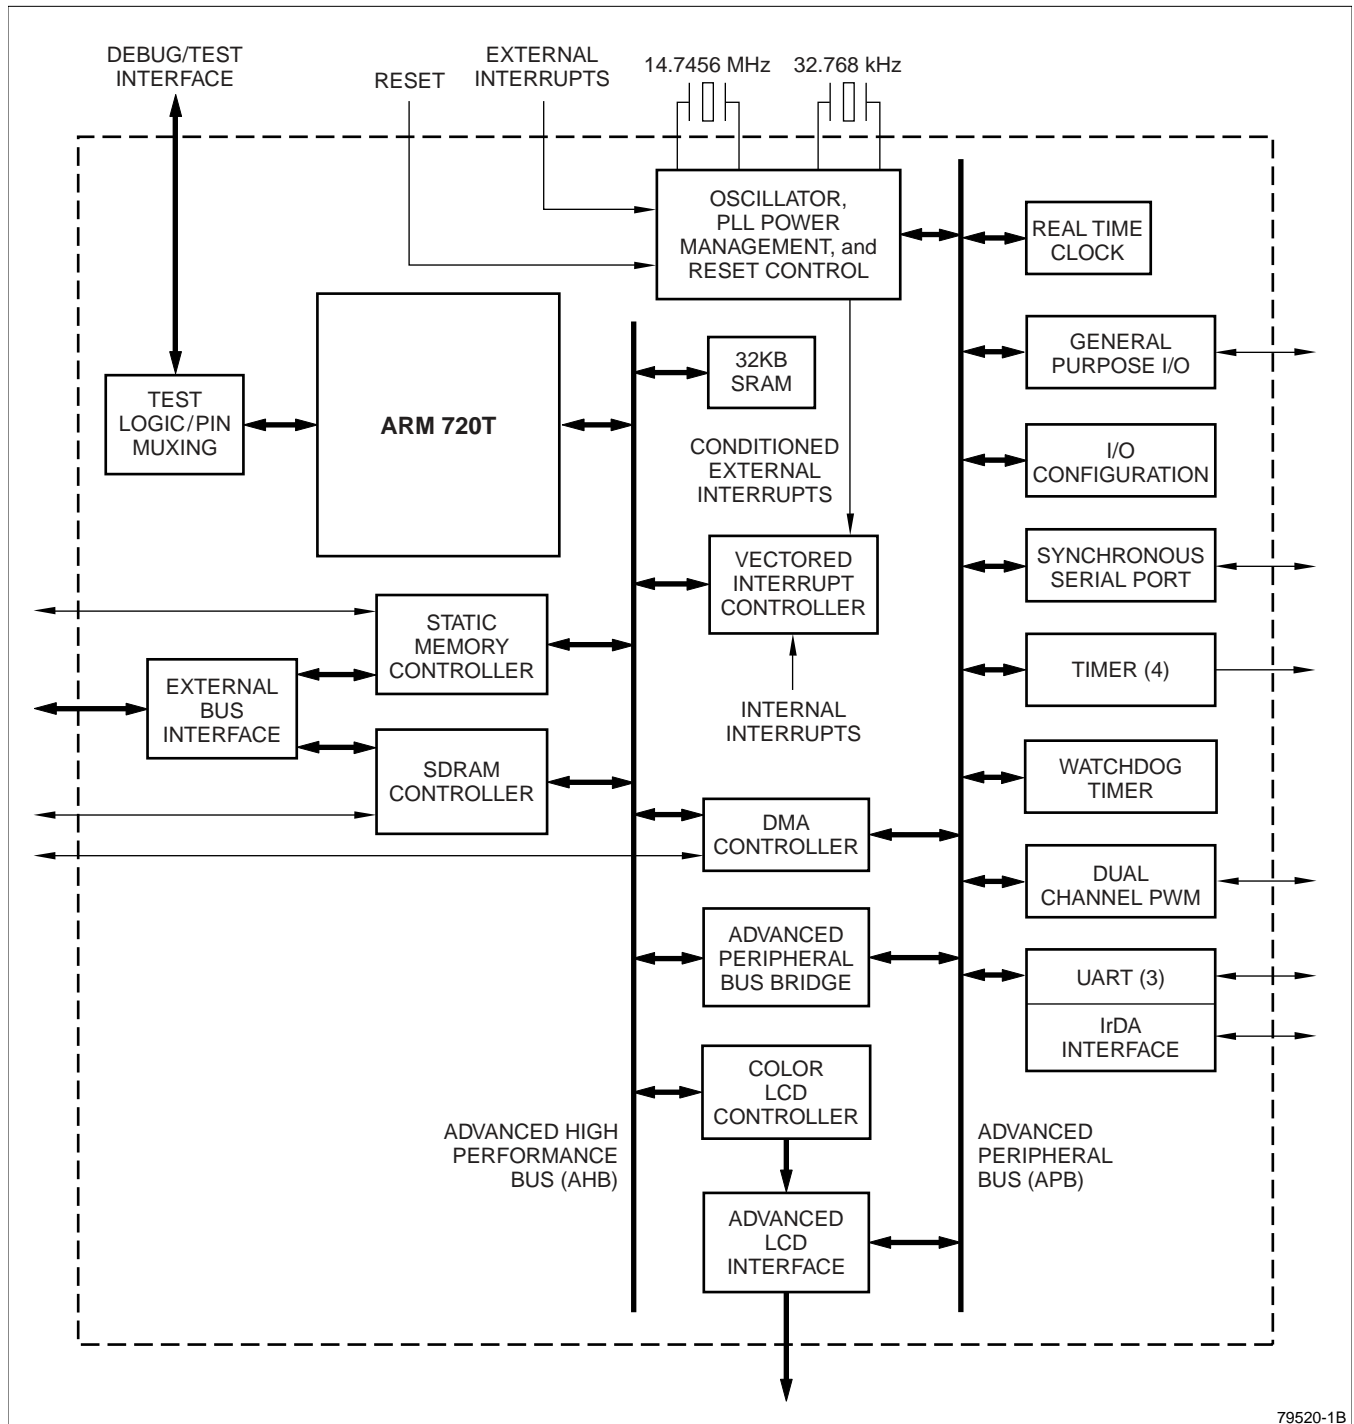 DEBUG/TEST
INTERFACE
RESET
EXTERNAL
INTERRUPTS
14.7456 MHz
32.768 kHz
OSCILLATOR,
PLL POWER
MANAGEMENT, and
RESET CONTROL
REAL TIME
CLOCK
GENERAL
PURPOSE I/O
32KB
SRAM
TEST
LOGIC/PIN
MUXING
ARM 720T
CONDITIONED
EXTERNAL
INTERRUPTS
I/O
CONFIGURATION
VECTORED
INTERRUPT
CONTROLLER
SYNCHRONOUS
SERIAL PORT
STATIC
MEMORY
CONTROLLER
EXTERNAL
BUS
INTERFACE
INTERNAL
INTERRUPTS
TIMER (4)
SDRAM
CONTROLLER
WATCHDOG
TIMER
DMA
CONTROLLER
DUAL
CHANNEL PWM
ADVANCED
PERIPHERAL
BUS BRIDGE
UART (3)
IrDA
INTERFACE
COLOR
LCD
CONTROLLER
ADVANCED HIGH
PERFORMANCE
BUS (AHB)
ADVANCED
PERIPHERAL
BUS (APB)
ADVANCED
LCD
INTERFACE
79520-1B